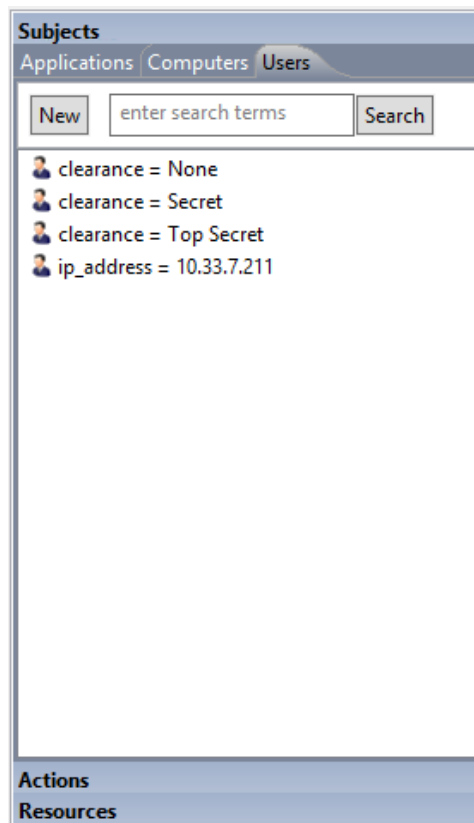 Subjects
Applications Computers Users
New enter search terms Search
clearance = None
clearance = Secret
clearance = Top Secret
ip_address = 10.33.7.211
Actions
Resources